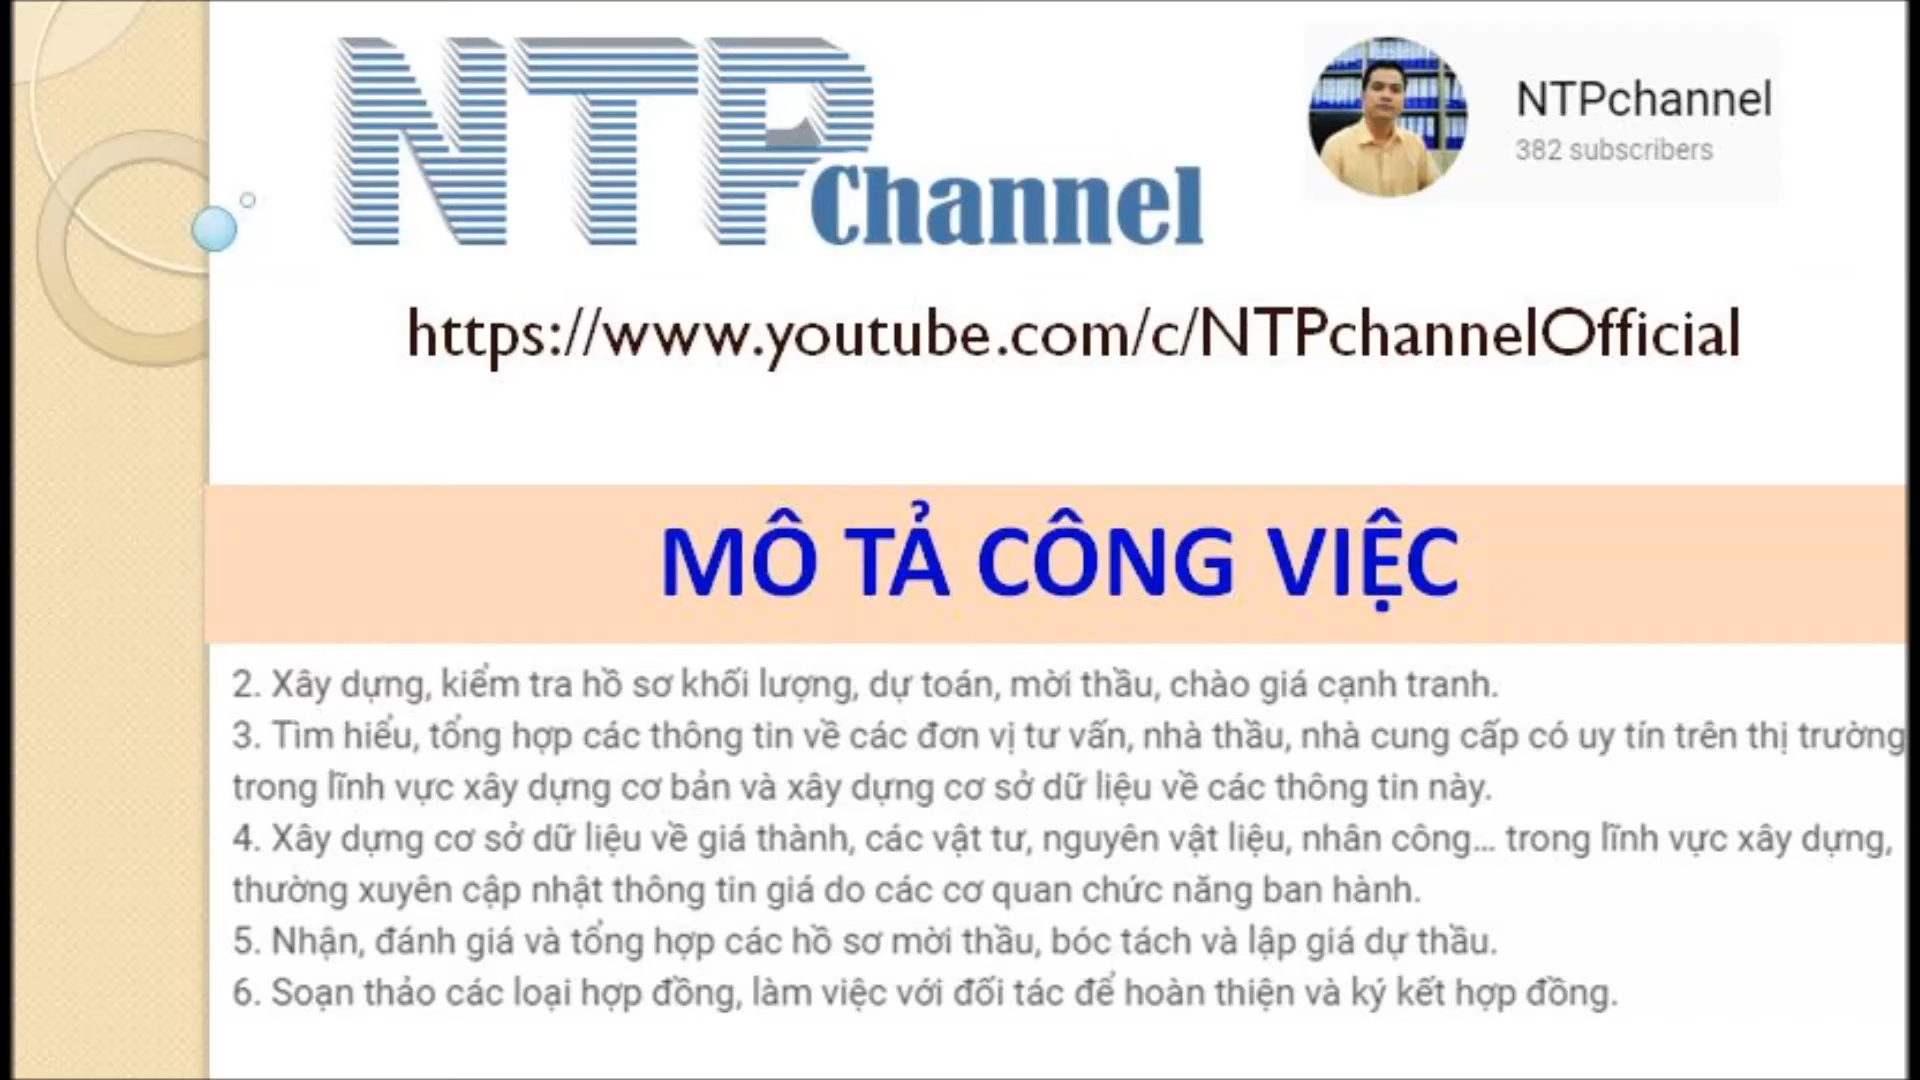 NTP Channel
NTPchannel
382 subscribers
https://www.youtube.com/c/NTPchannelOfficial
MÔ TẢ CÔNG VIỆC
2. Xây dựng, kiểm tra hồ sơ khối lượng, dự toán, mời thầu, chào giá cạnh tranh.
3. Tìm hiểu, tổng hợp các thông tin về các đơn vị tư vấn, nhà thầu, nhà cung cấp có uy tín trên thị trường
trong lĩnh vực xây dựng cơ bản và xây dựng cơ sở dữ liệu về các thông tin này.
4. Xây dựng cơ sở dữ liệu về giá thành, các vật tư, nguyên vật liệu, nhân công... trong lĩnh vực xây dựng,
thường xuyên cập nhật thông tin giá do các cơ quan chức năng ban hành.
5. Nhận, đánh giá và tổng hợp các hồ sơ mời thầu, bóc tách và lập giá dự thầu.
6. Soạn thảo các loại hợp đồng, làm việc với đối tác để hoàn thiện và ký kết hợp đồng.